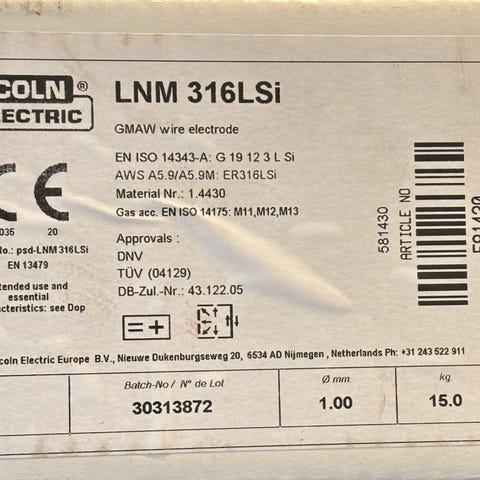 COLN ®
ECTRIC
LNM 316LSi
GMAW wire electrode
EN ISO 14343-A: G 19 12 3 L Si
AWS A5.9/A5.9M: ER316LSi
Material Nr.: 1.4430
Gas acc. EN ISO 14175: M11,M12,M13
Approvals :
DNV
TÜV (04129)
DB-Zul.-Nr.: 43.122.05
CE
035 20
No.: psd-LNM 316LSi
EN 13479
tended use and
essential
racteristics: see Dop
581430
ARTICLE NO
581430
coln Electric Europe B.V., Nieuwe Dukenburgseweg 20, 6534 AD Nijmegen , Netherlands Ph+ +31 243 522 911
Batch-No / N° de Lot
Ø mm
kg
30313872
1.00
15.0